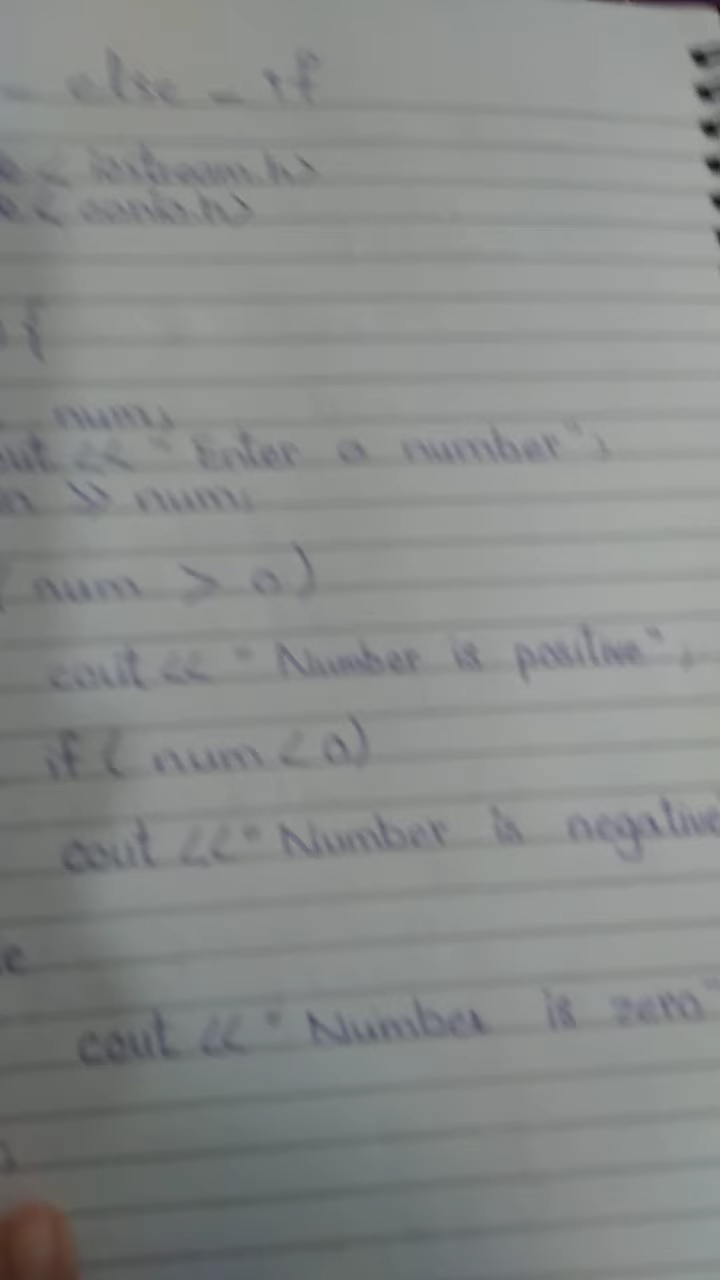 - else - if
< iostream.h>
< conio.h>
{
num;
out << " Enter a number";
in >> num;
( num > 0)
cout << " Number is positive";
if ( num < 0)
cout << " Number is negative
e
cout << " Number is zero"